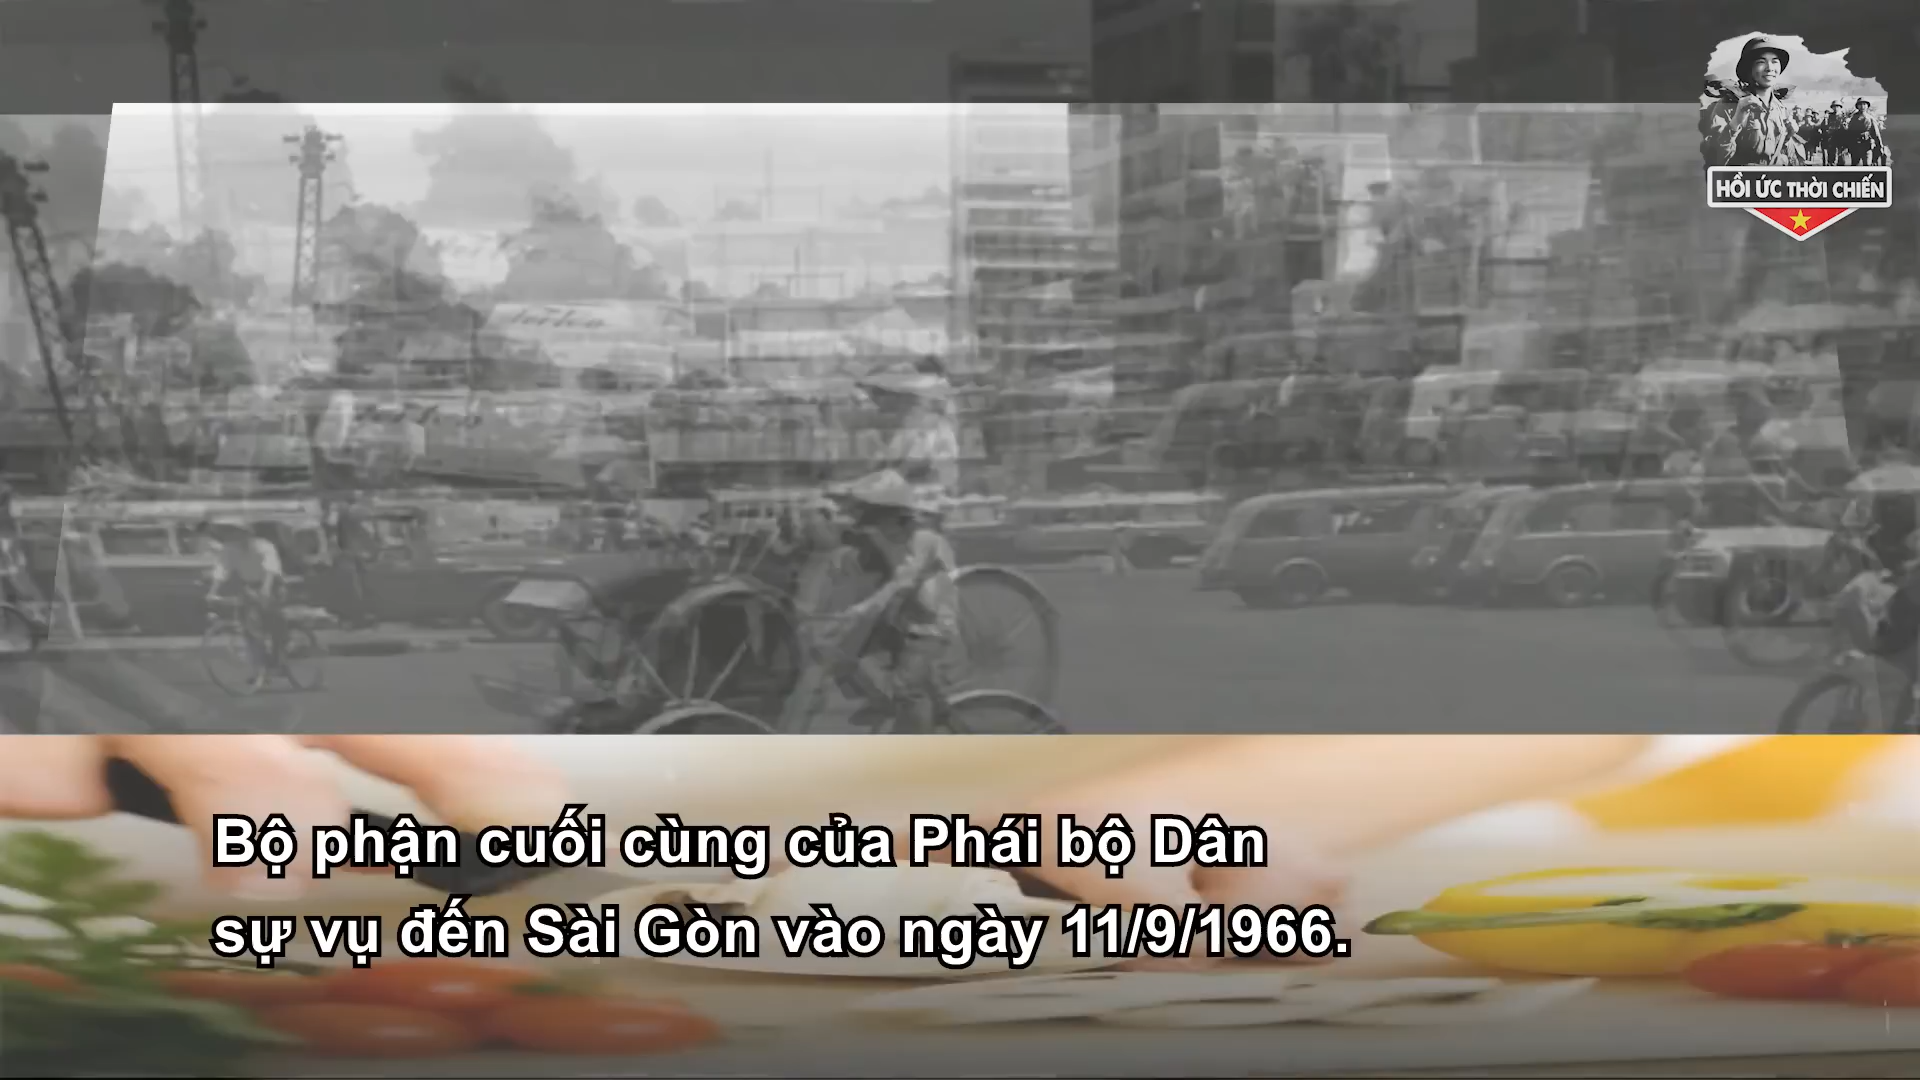 HỒI ỨC THỜI CHIẾN
Bộ phận cuối cùng của Phái bộ Dân
sự vụ đến Sài Gòn vào ngày 11/9/1966.